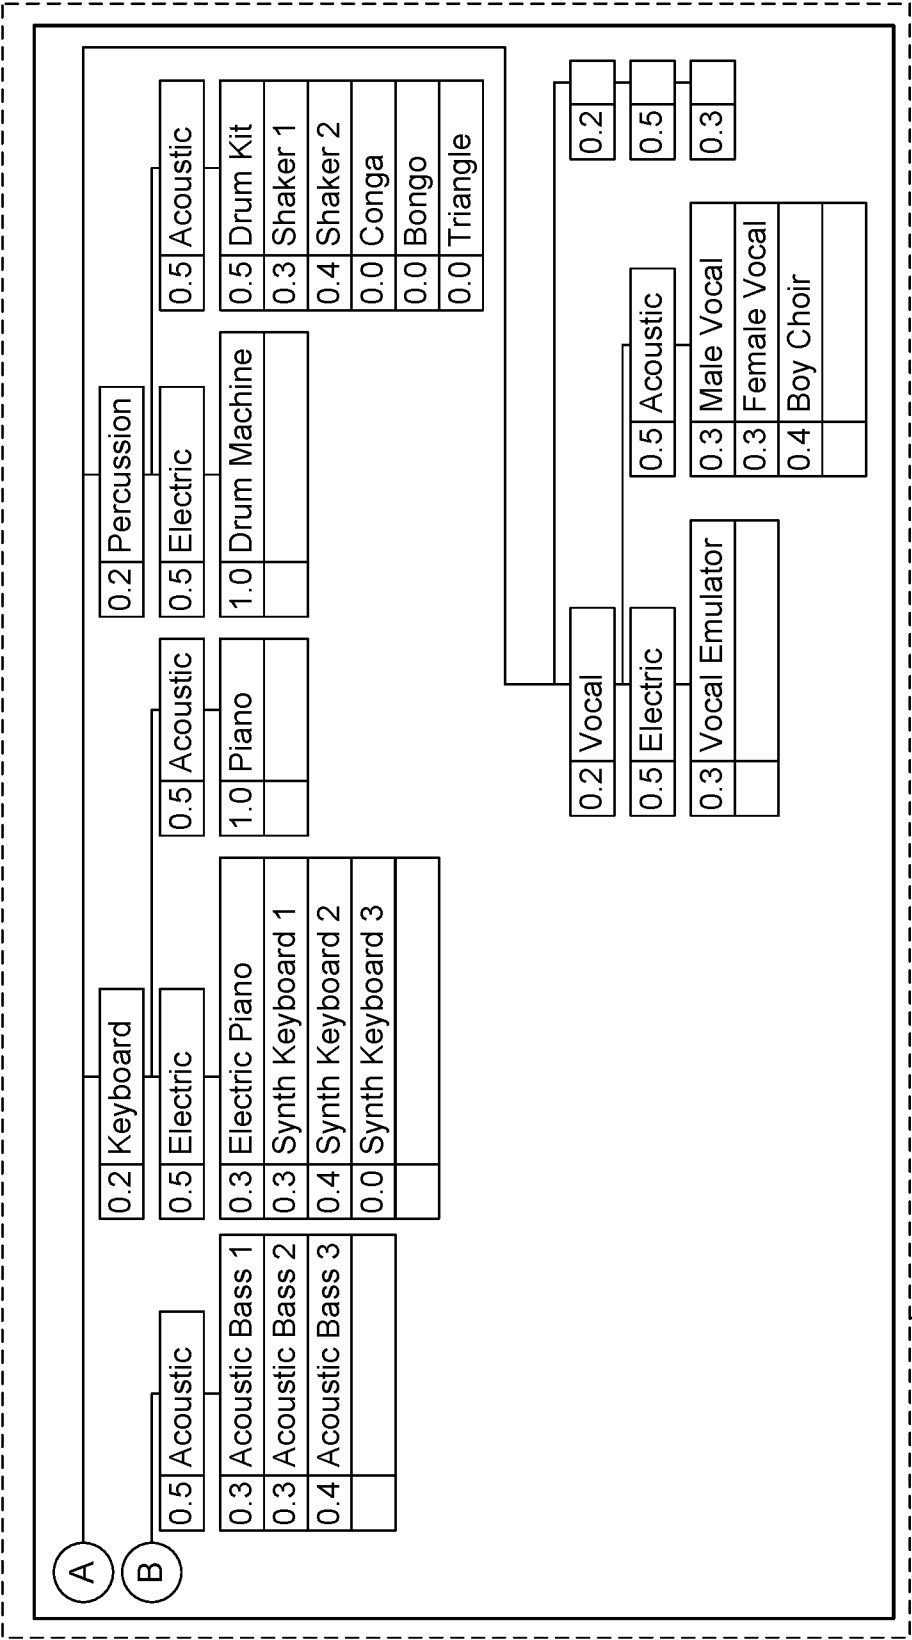 A
B
0.5 Acoustic
0.3 Acoustic Bass 1
0.3 Acoustic Bass 2
0.4 Acoustic Bass 3
0.2 Keyboard
0.5 Electric
0.3 Electric Piano
0.3 Synth Keyboard 1
0.4 Synth Keyboard 2
0.0 Synth Keyboard 3
0.5 Acoustic
1.0 Piano
0.2 Percussion
0.5 Electric
1.0 Drum Machine
0.5 Acoustic
0.5 Drum Kit
0.3 Shaker 1
0.4 Shaker 2
0.0 Conga
0.0 Bongo
0.0 Triangle
0.2 Vocal
0.5 Electric
0.3 Vocal Emulator
0.5 Acoustic
0.3 Male Vocal
0.3 Female Vocal
0.4 Boy Choir
0.2
0.5
0.3